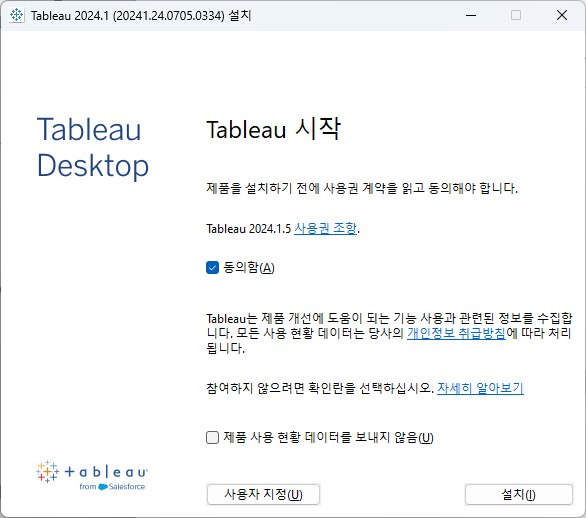 Tableau 2024.1 (20241.24.0705.0334) 설치
Tableau
Desktop
Tableau 시작
제품을 설치하기 전에 사용권 계약을 읽고 동의해야 합니다.
Tableau 2024.1.5 사용권 조항.
동의함(A)
Tableau는 제품 개선에 도움이 되는 기능 사용과 관련된 정보를 수집합
니다. 모든 사용 현황 데이터는 당사의 개인정보 취급방침에 따라 처리
됩니다.
참여하지 않으려면 확인란을 선택하십시오. 자세히 알아보기
제품 사용 현황 데이터를 보내지 않음(U)
+ableau
from Salesforce
사용자 지정(U)
설치(I)